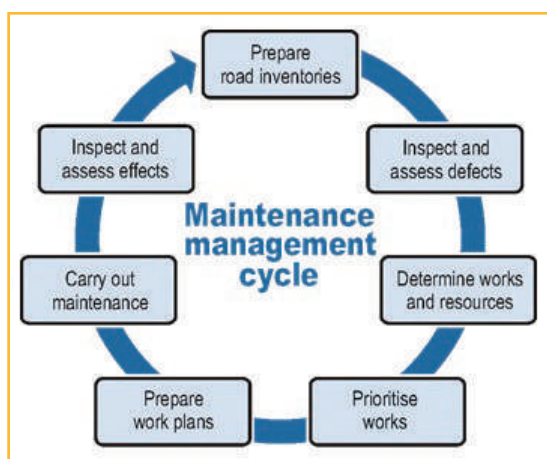 Prepare
road inventories
Inspect and
assess defects
Determine works
and resources
Prioritise
works
Prepare
work plans
Carry out
maintenance
Inspect and
assess effects
Maintenance
management
cycle